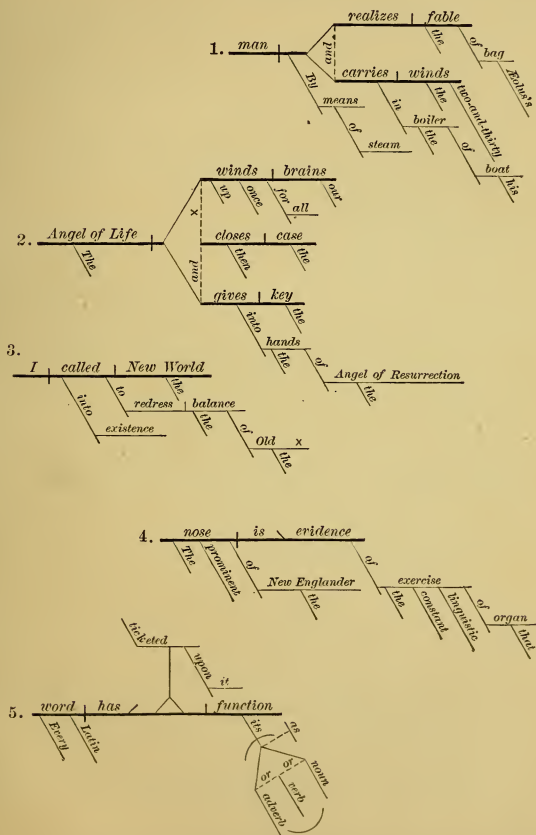 realizes fable
1. man and the of bag
By carries winds Æolus's
means in the two-and-thirty
of boiler
steam the of
boat
his
winds brains
up once for our
x all
2. Angel of Life closes case
The and then the
gives key
into the
hands
3. the of
I called New World Angel of Resurrection
into to the the
redress balance
existence the of
Old x
the
4. nose is evidence
The prominent of of
New Englander exercise
the the constant linguistic of
organ
that
ticketed
upon
it
5. word has function
Every Latin its as
or or noun
verb
adverb